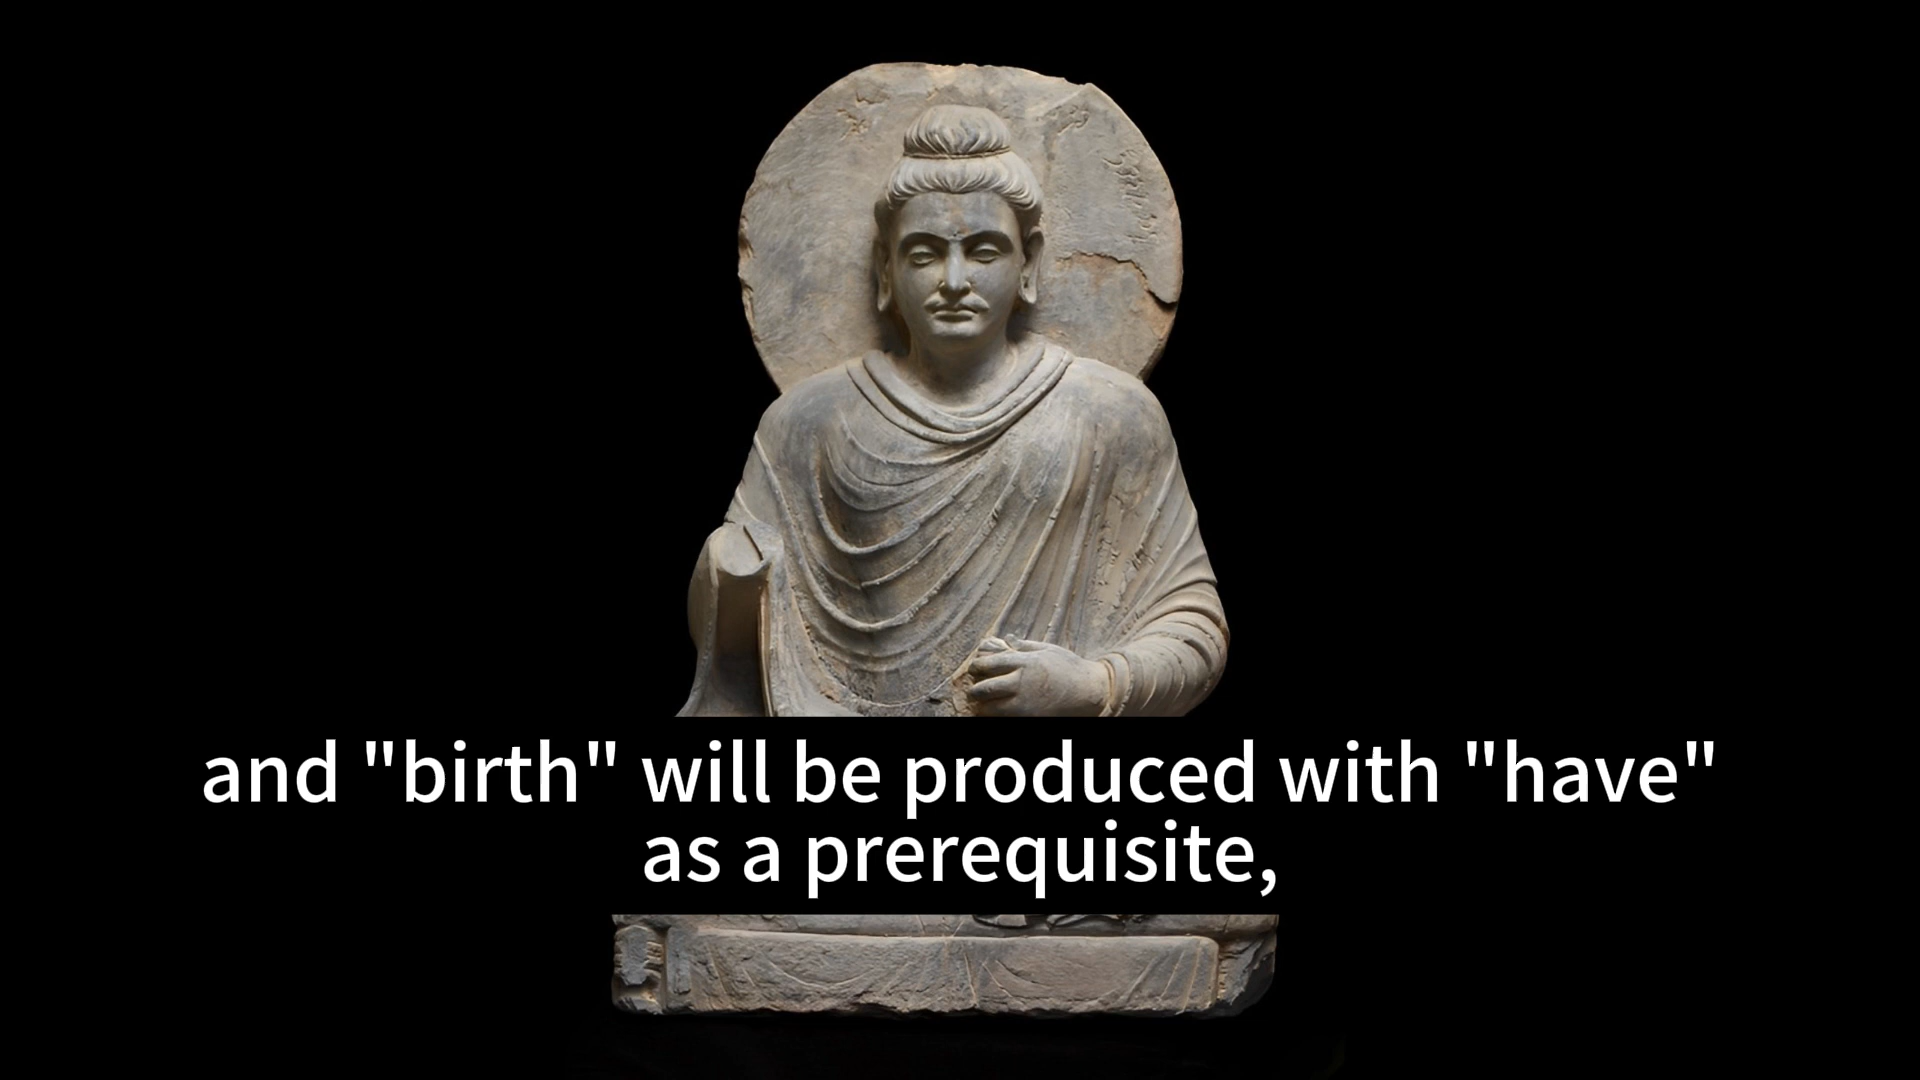 and "birth" will be produced with "have"
as a prerequisite,